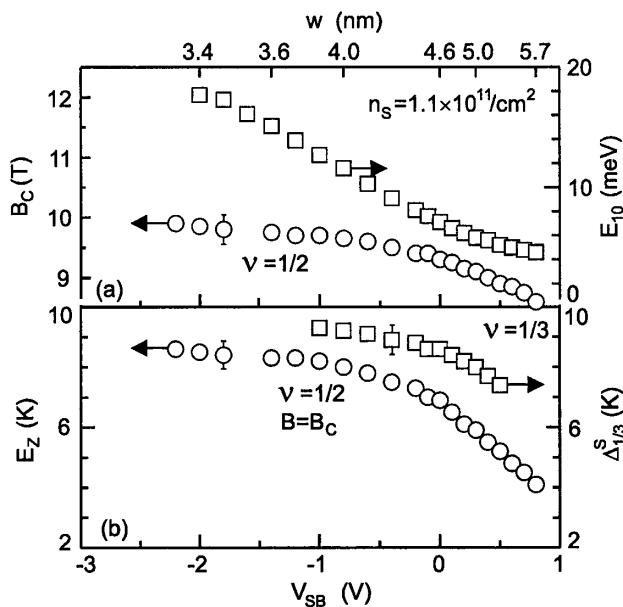 w (nm)
3.4 3.6 4.0 4.6 5.0 5.7
12 20
n_S=1.1×10^11/cm^2
11
B_C (T) 10 E_10 (meV)
10
9 ν=1/2 0
(a)
10 10
ν=1/3
ν=1/2
E_Z (K) 6 B=B_C 6 Δ^s_1/3 (K)
2 (b) 2
-3 -2 -1 0 1
V_SB (V)